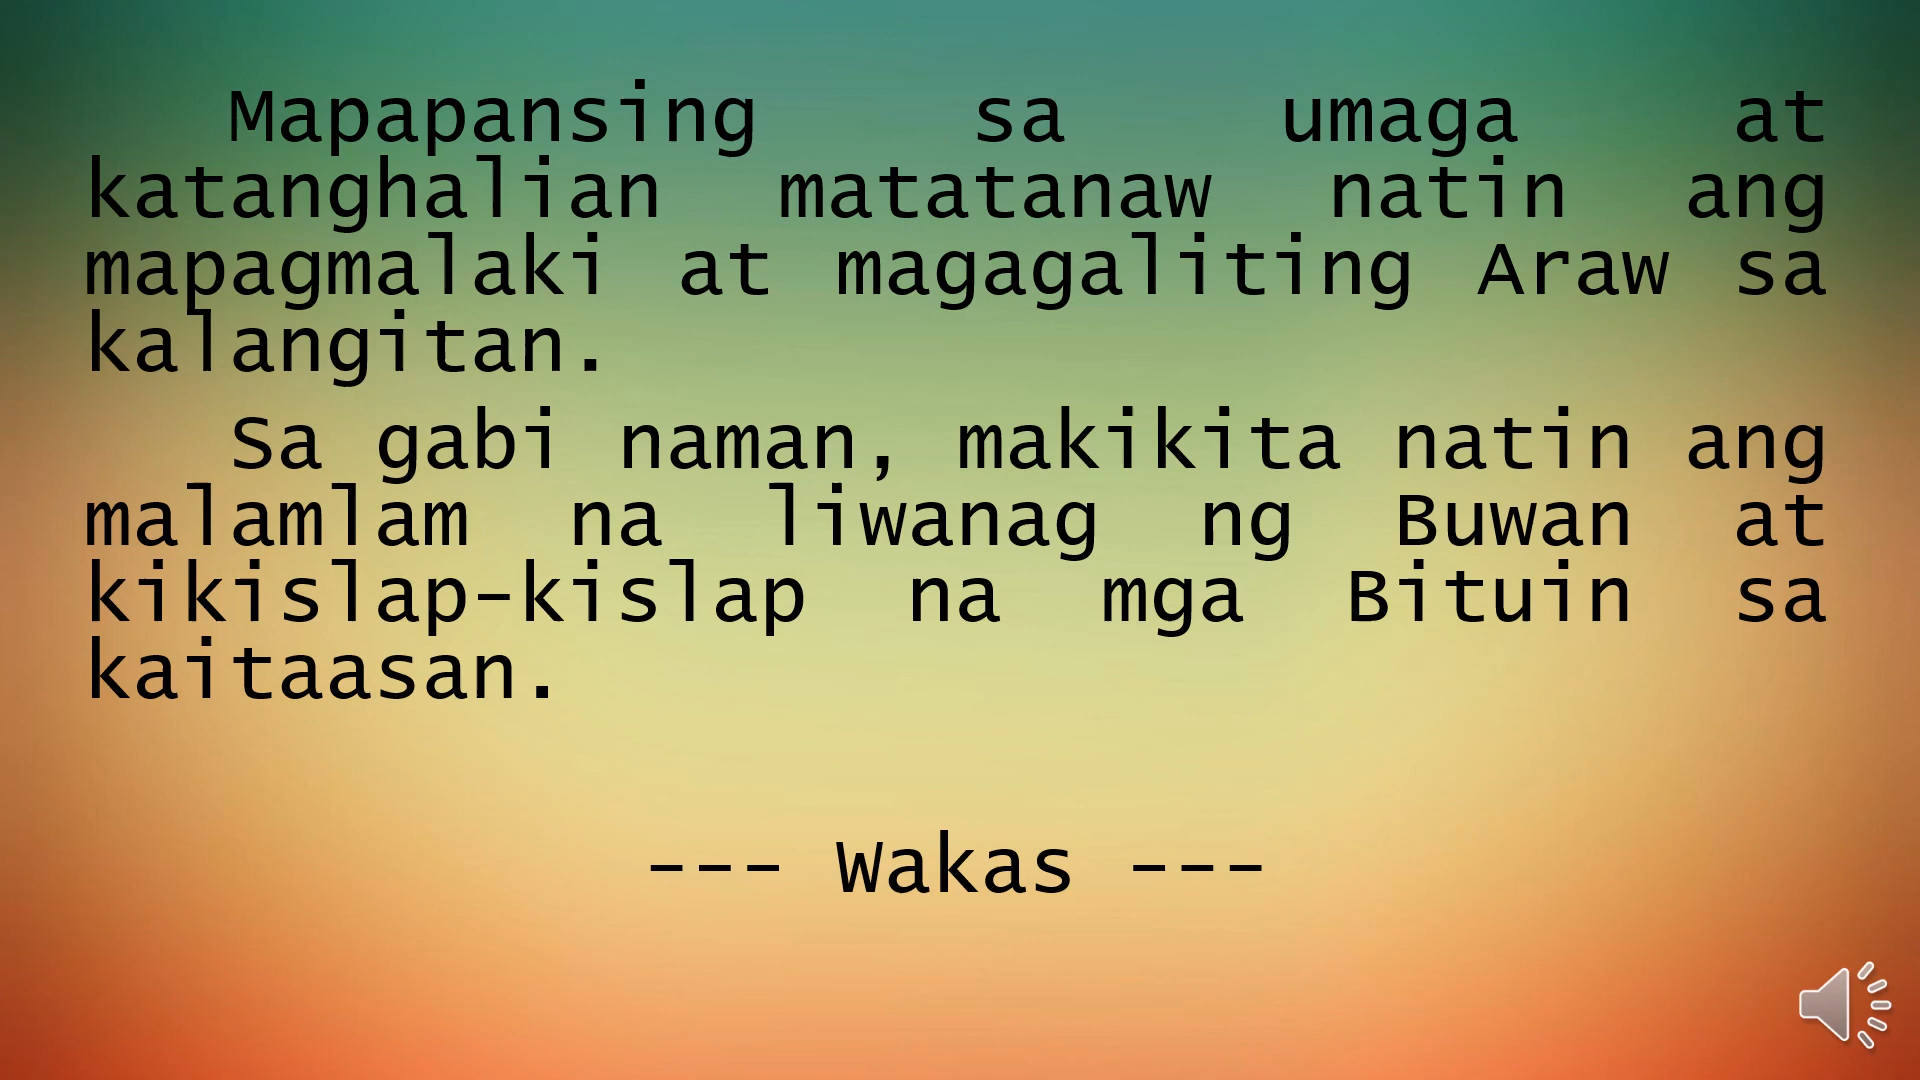 Mapapansing sa umaga at
katanghalian matatanaw natin ang
mapagmalaki at magagaliting Araw sa
kalangitan.
Sa gabi naman, makikita natin ang
malamlam na liwanag ng Buwan at
kikislap-kislap na mga Bituin sa
kaitaasan.
--- Wakas ---